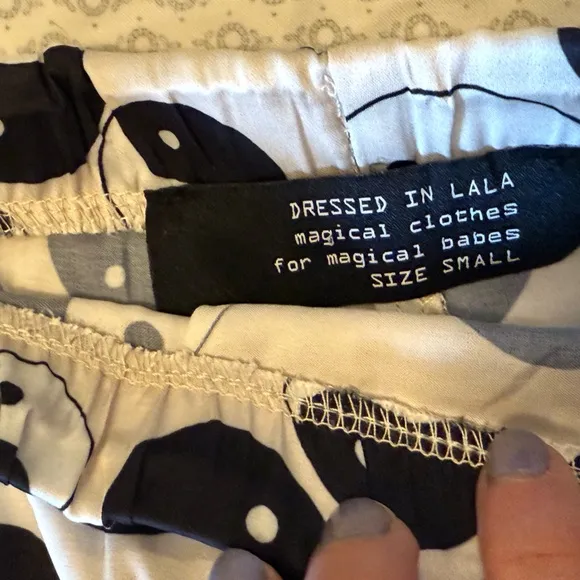 DRESSED IN LALA
magical clothes
for magical babes
SIZE SMALL